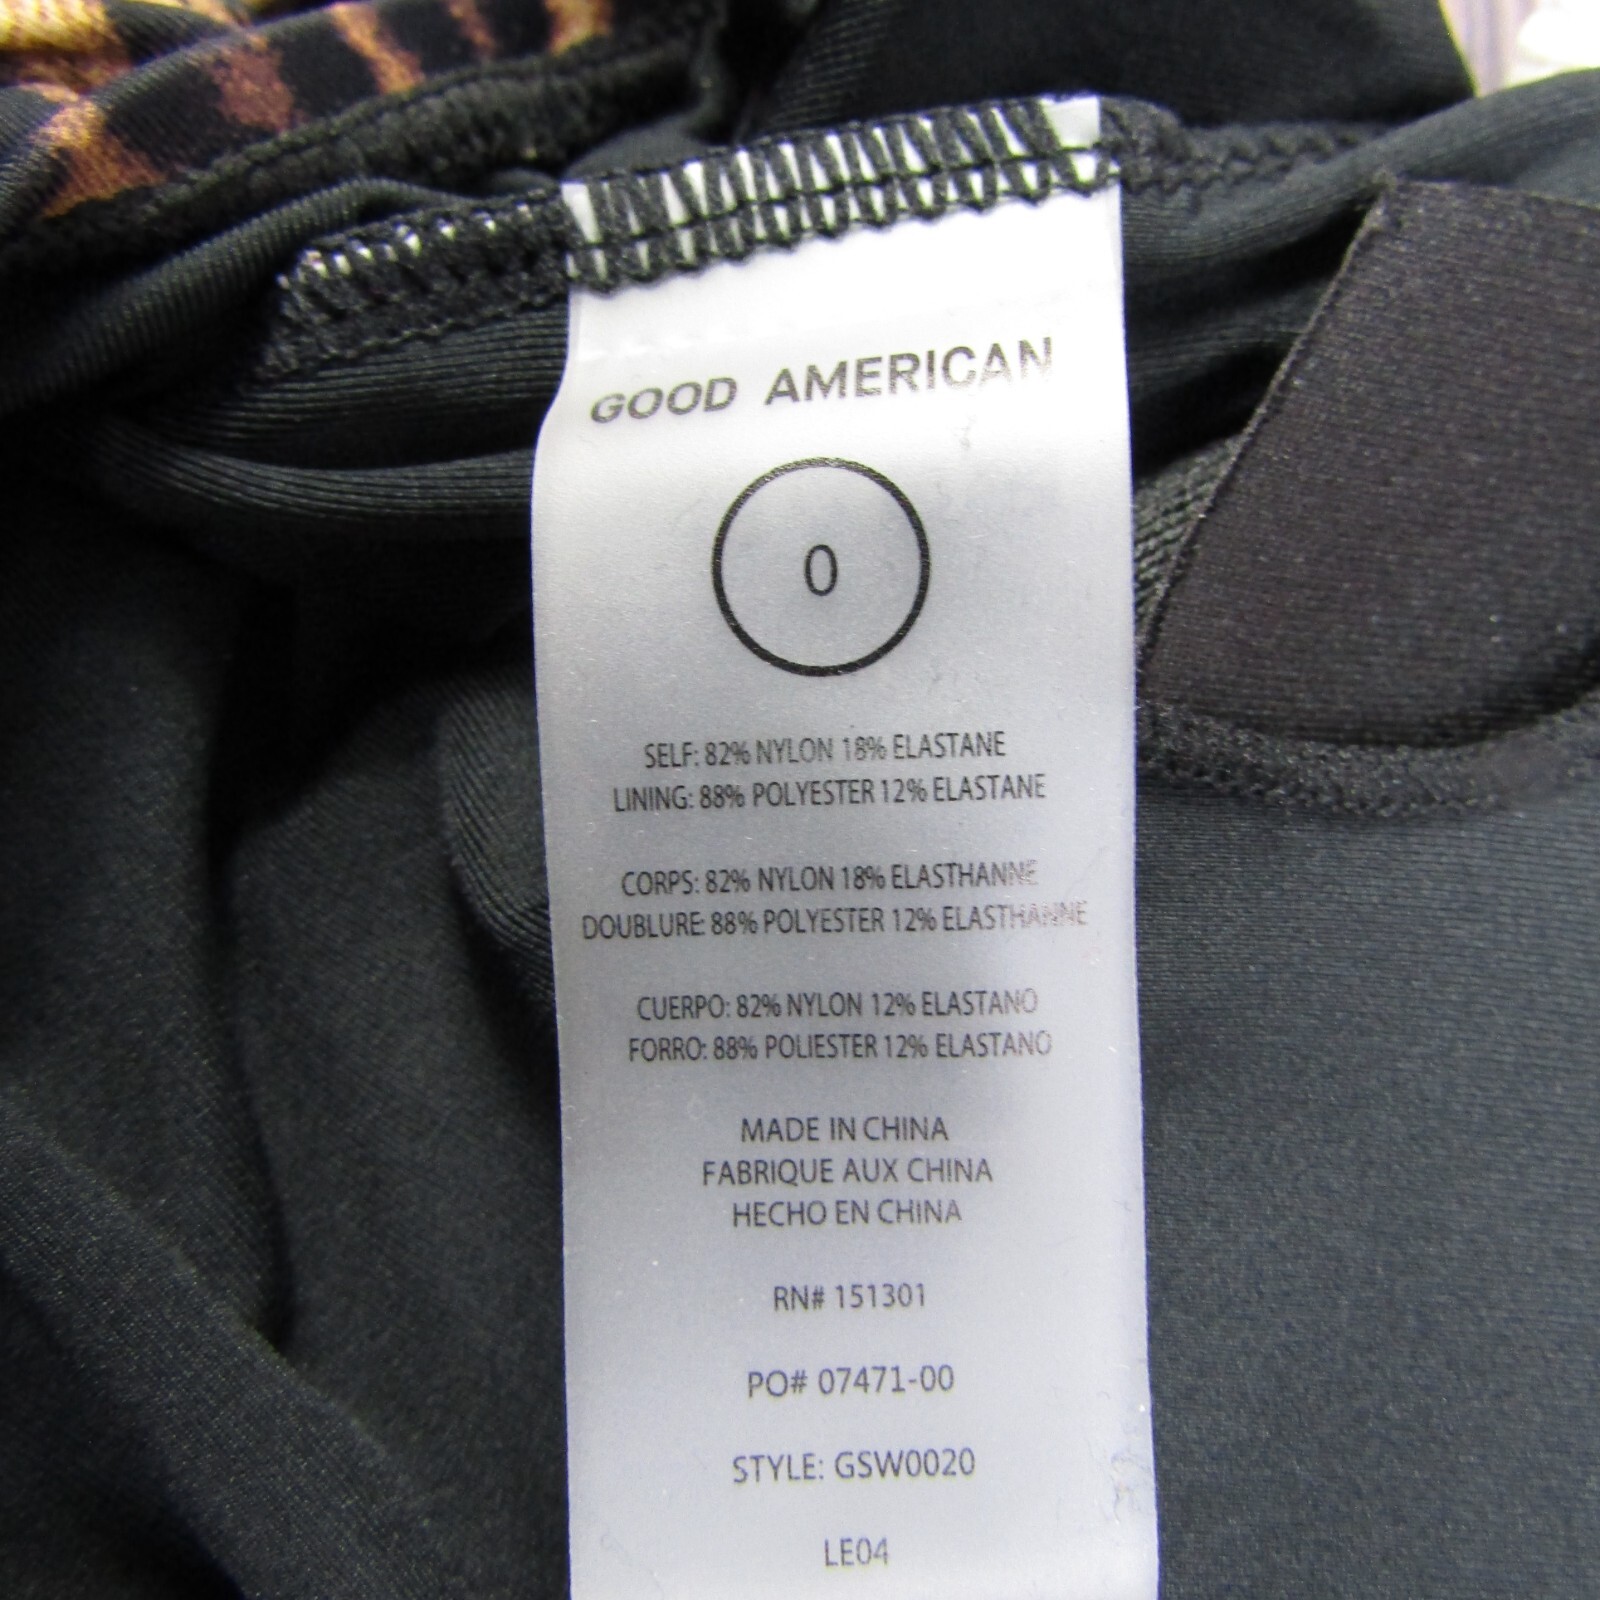 GOOD AMERICAN
0
SELF: 82% NYLON 18% ELASTANE
LINING: 88% POLYESTER 12% ELASTANE
CORPS: 82% NYLON 18% ELASTHANNE
DOUBLURE: 88% POLYESTER 12% ELASTHANNE
CUERPO: 82% NYLON 12% ELASTANO
FORRO: 88% POLIESTER 12% ELASTANO
MADE IN CHINA
FABRIQUE AUX CHINA
HECHO EN CHINA
RN# 151301
PO# 07471-00
STYLE: GSW0020
LE04